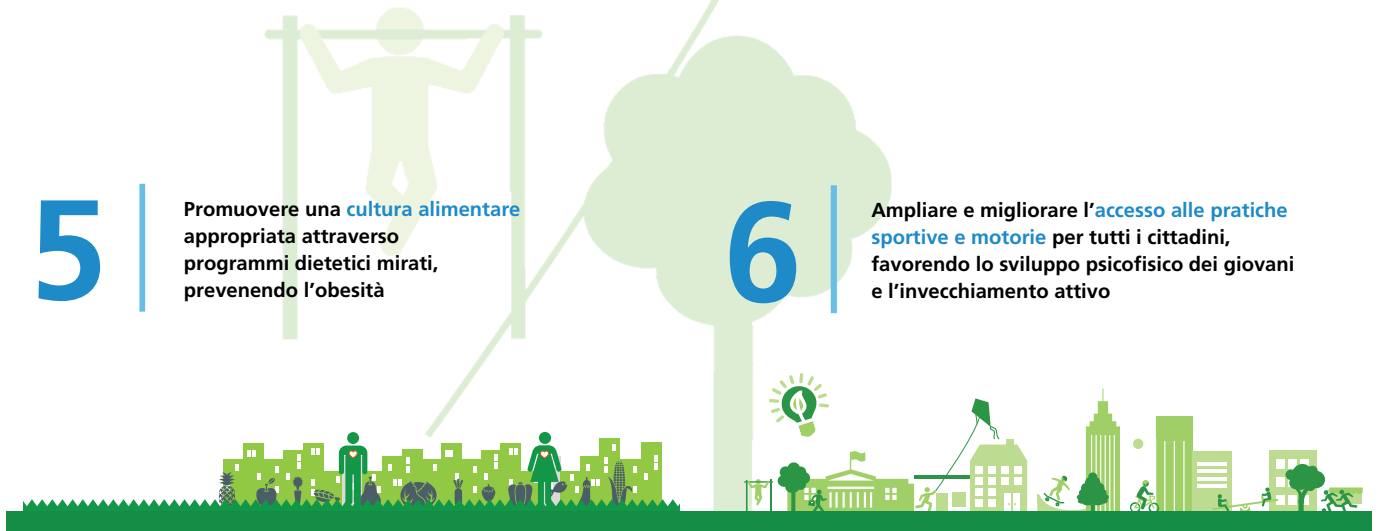 5
Promuovere una cultura alimentare
appropriata attraverso
programmi dietetici mirati,
prevenendo l'obesità
6
Ampliare e migliorare l'accesso alle pratiche
sportive e motorie per tutti i cittadini,
favorendo lo sviluppo psicofisico dei giovani
e l'invecchiamento attivo